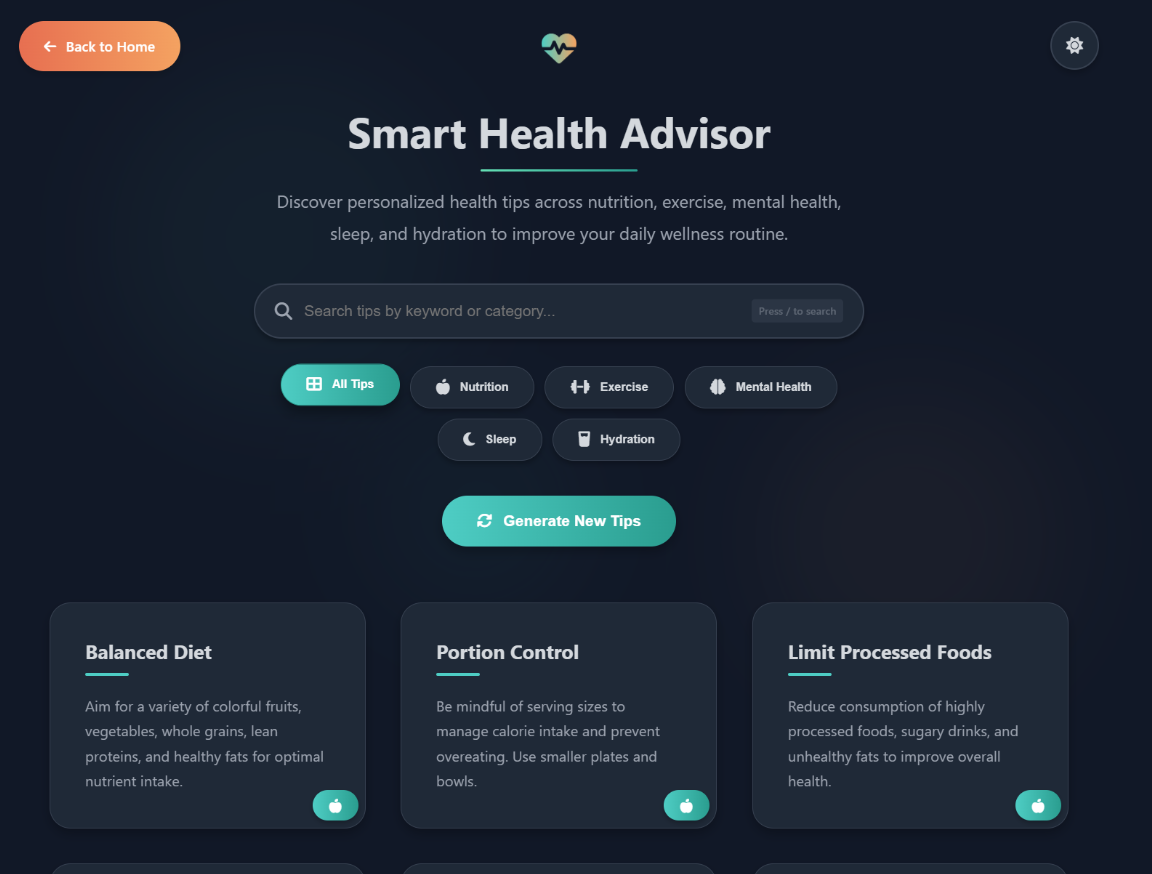 Back to Home
Smart Health Advisor
Discover personalized health tips across nutrition, exercise, mental health,
sleep, and hydration to improve your daily wellness routine.
Search tips by keyword or category...
Press / to search
All Tips
Nutrition
Exercise
Mental Health
Sleep
Hydration
Generate New Tips
Balanced Diet
Aim for a variety of colorful fruits,
vegetables, whole grains, lean
proteins, and healthy fats for optimal
nutrient intake.
Portion Control
Be mindful of serving sizes to
manage calorie intake and prevent
overeating. Use smaller plates and
bowls.
Limit Processed Foods
Reduce consumption of highly
processed foods, sugary drinks, and
unhealthy fats to improve overall
health.